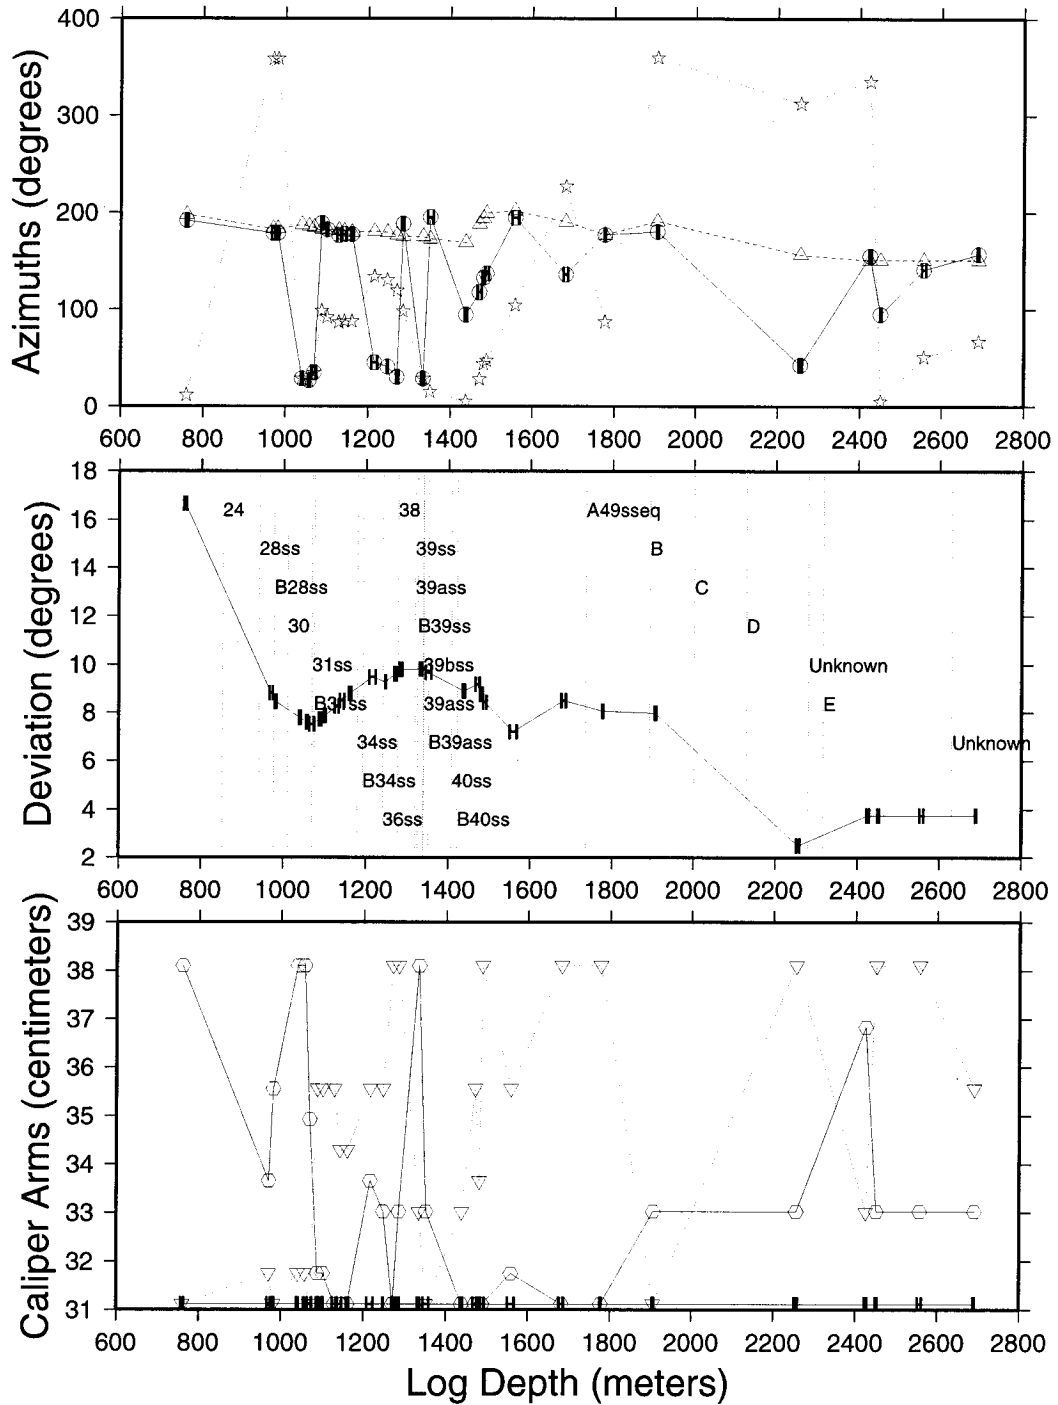 400
300
200
100
0
Azimuths (degrees)
600 800 1000 1200 1400 1600 1800 2000 2200 2400 2600 2800
18
16
14
12
10
8
6
4
2
Deviation (degrees)
24 38 A49sseq
28ss 39ss B
B28ss 39ass C
30 B39ss D
31ss 39bss Unknown
B31ss 39ass E
34ss B39ass Unknown
B34ss 40ss
36ss B40ss
600 800 1000 1200 1400 1600 1800 2000 2200 2400 2600 2800
39
38
37
36
35
34
33
32
31
Caliper Arms (centimeters)
600 800 1000 1200 1400 1600 1800 2000 2200 2400 2600 2800
Log Depth (meters)